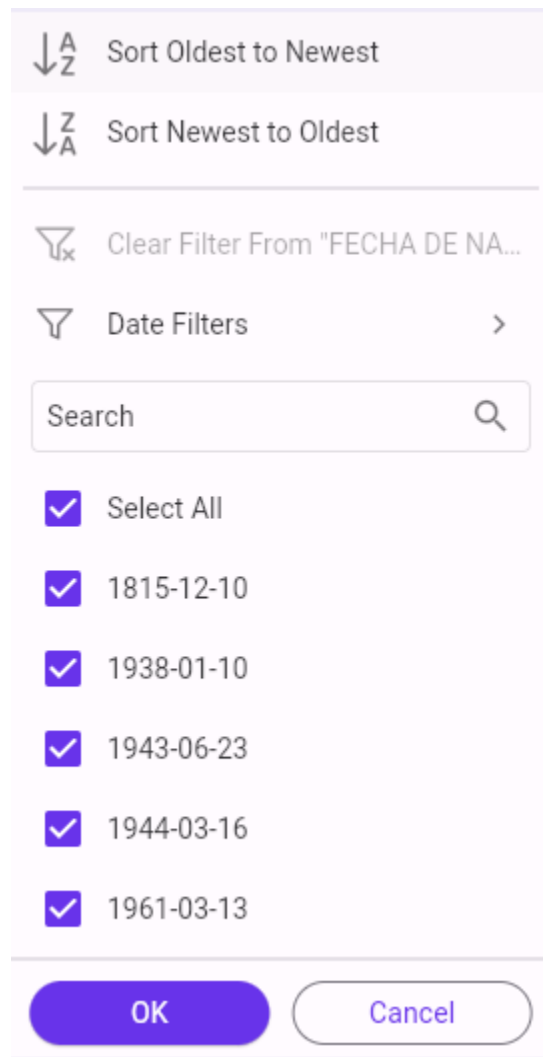 Sort Oldest to Newest
Sort Newest to Oldest
Clear Filter From "FECHA DE NA...
Date Filters
Search
Select All
1815-12-10
1938-01-10
1943-06-23
1944-03-16
1961-03-13
OK Cancel